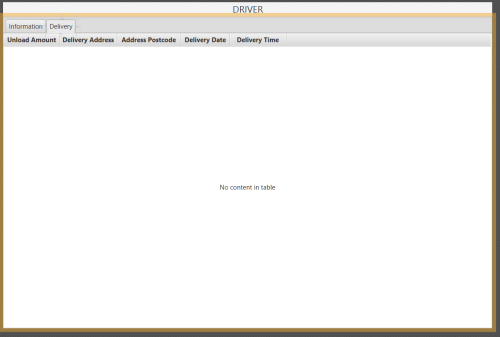 DRIVER
Information Delivery
Unload Amount Delivery Address Address Postcode Delivery Date Delivery Time
No content in table